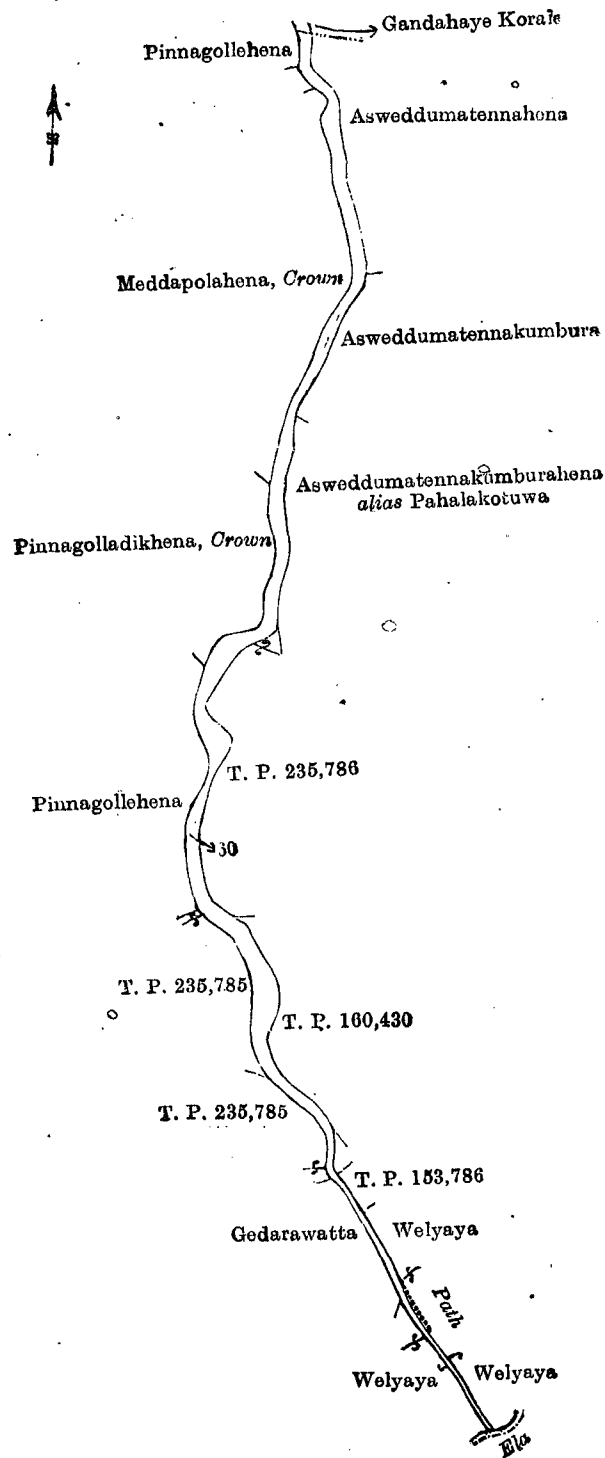 Gandahaye Korale
Pinnagollehena
Asweddumatennahena
Meddapolahena, Crown
Asweddumatennakumbura
Asweddumatennakumburahena
alias Pahalakotuwa
Pinnagolladikhena, Crown
T. P. 235,786
Pinnagollehena
30
T. P. 235,785
T. P. 160,430
T. P. 235,785
T. P. 153,786
Gedarawatta
Welyaya
Path
Welyaya
Welyaya
Ela